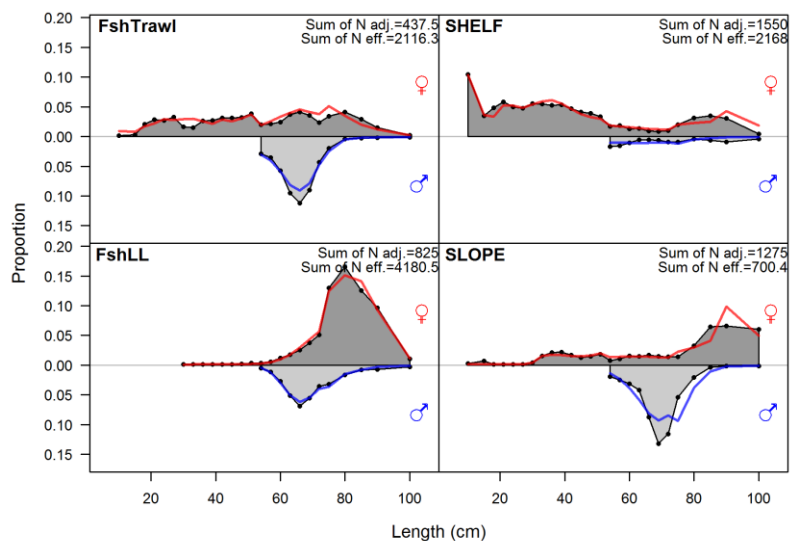 FshTrawl
Sum of N adj.=437.5
Sum of N eff.=2116.3
♀
♂
SHELF
Sum of N adj.=1550
Sum of N eff.=2168
♀
♂
FshLL
Sum of N adj.=825
Sum of N eff.=4180.5
♀
♂
SLOPE
Sum of N adj.=1275
Sum of N eff.=700.4
♀
♂
0.20
0.15
0.10
0.05
0.00
0.05
0.10
0.15
0.20
0.15
0.10
0.05
0.00
0.05
0.10
0.15
Proportion
20 40 60 80 100 20 40 60 80 100
Length (cm)